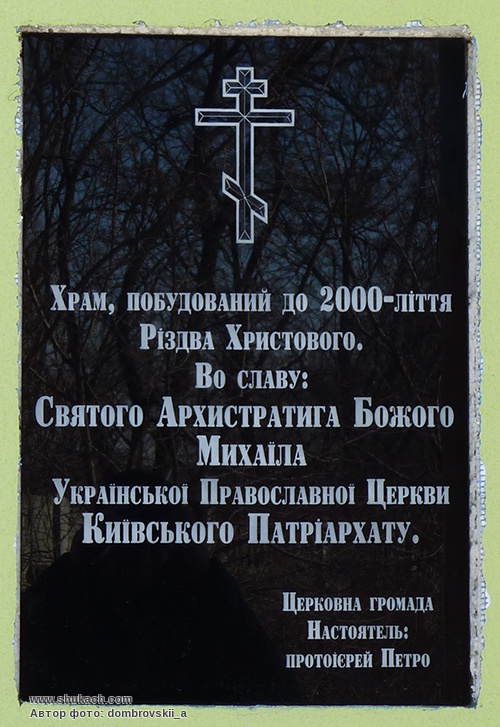 Храм, побудований до 2000-ліття
Різдва Христового.
Во славу:
Святого Архистратига Божого
Михаїла
Української Православної Церкви
Київського Патріархату.
Церковна громада
Настоятель:
протоієрей Петро
www.shukach.com
Автор фото: dombrovskii_a